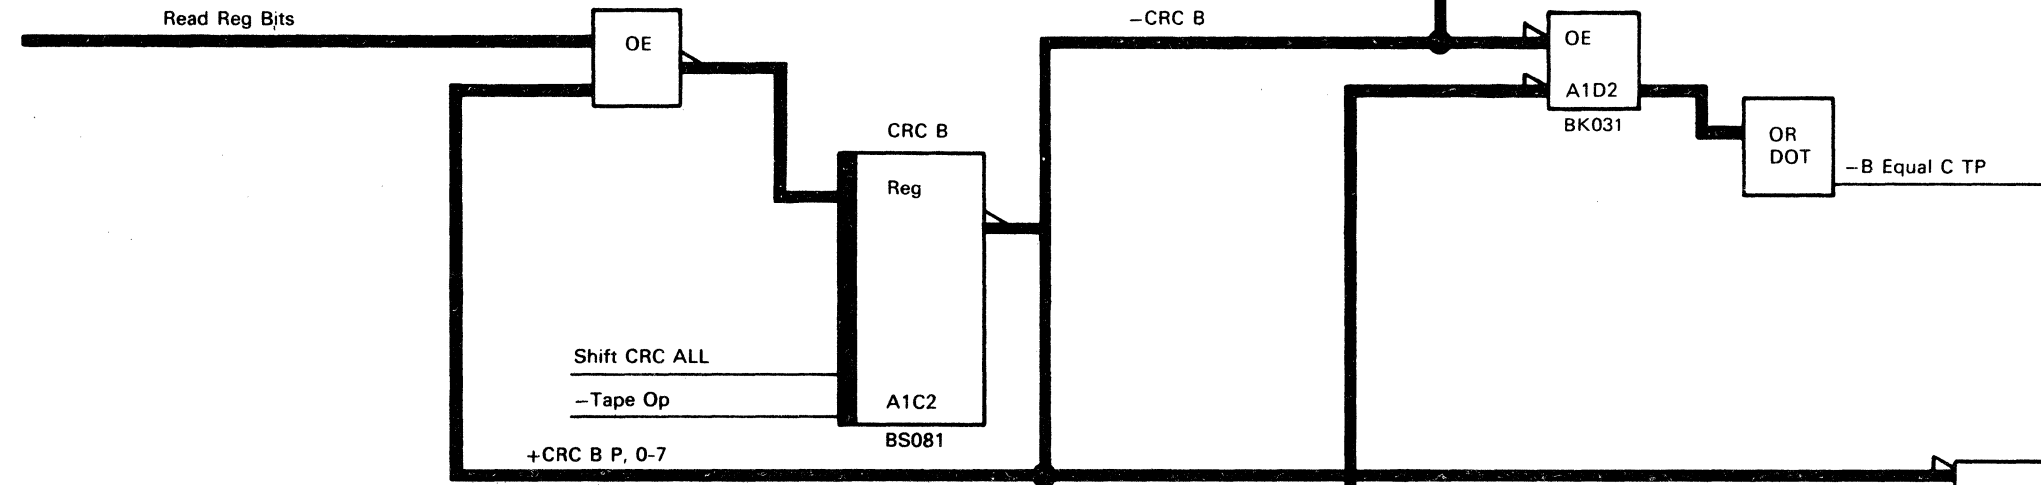 Read Reg Bits
OE
CRC B
Reg
Shift CRC ALL
—Tape Op
A1C2
BS081
+CRC B P, 0-7
—CRC B
OE
A1D2
BK031
OR
DOT
—B Equal C TP